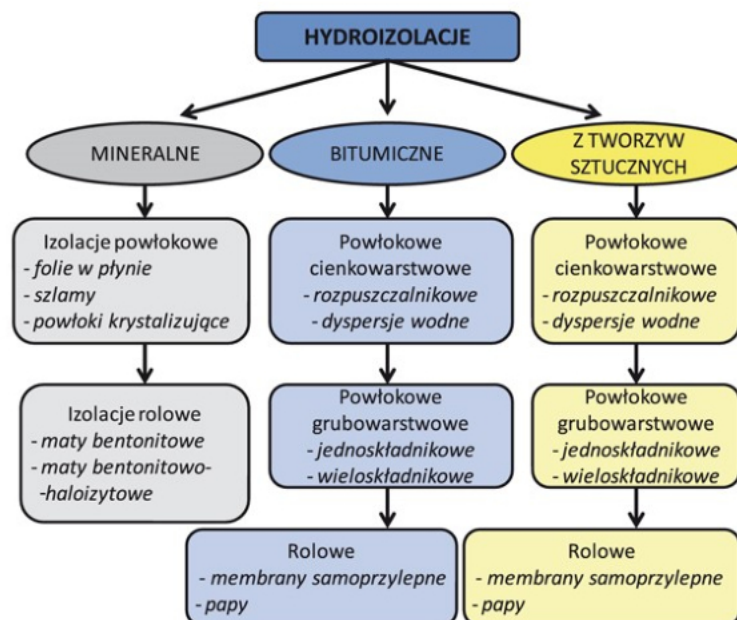 HYDROIZOLACJE
MINERALNE
BITUMICZNE
Z TWORZYW
SZTUCZNYCH
Izolacje powłokowe
- folie w płynie
- szlamy
- powłoki krystalizujące
Powłokowe
cienkowarstwowe
- rozpuszczalnikowe
- dyspersje wodne
Powłokowe
cienkowarstwowe
- rozpuszczalnikowe
- dyspersje wodne
Izolacje rolowe
- maty bentonitowe
- maty bentonitowo-
-haloizytowe
Powłokowe
grubowarstwowe
- jednoskładnikowe
- wieloskładnikowe
Powłokowe
grubowarstwowe
- jednoskładnikowe
- wieloskładnikowe
Rolowe
- membrany samoprzylepne
- papy
Rolowe
- membrany samoprzylepne
- papy